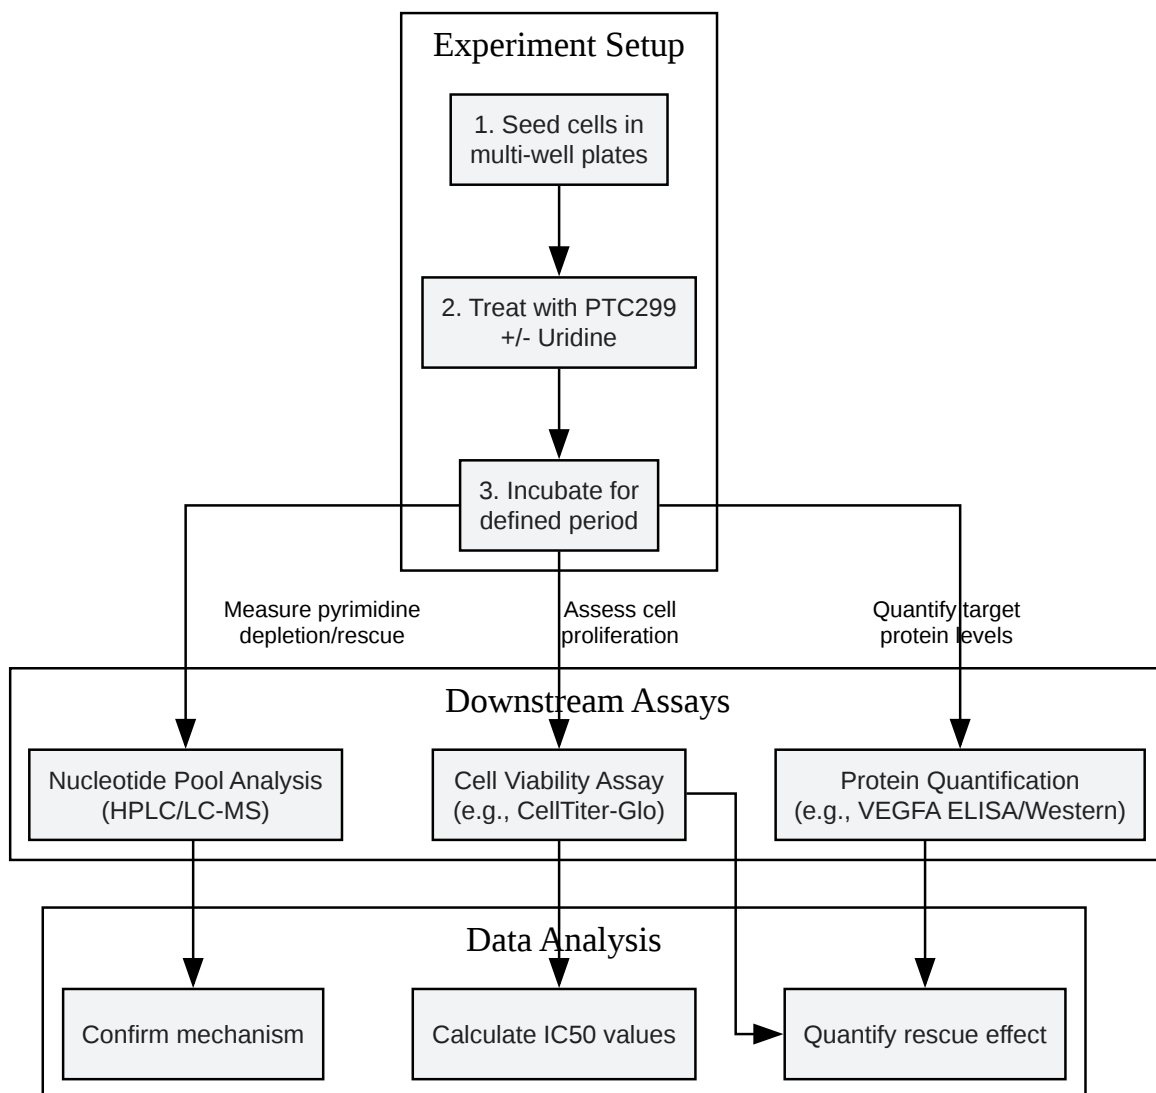 Experiment Setup
1. Seed cells in
multi-well plates
2. Treat with PTC299
+/- Uridine
3. Incubate for
defined period
Measure pyrimidine
depletion/rescue
Assess cell
proliferation
Quantify target
protein levels
Downstream Assays
Nucleotide Pool Analysis
(HPLC/LC-MS)
Cell Viability Assay
(e.g., CellTiter-Glo)
Protein Quantification
(e.g., VEGFA ELISA/Western)
Data Analysis
Confirm mechanism
Calculate IC50 values
Quantify rescue effect